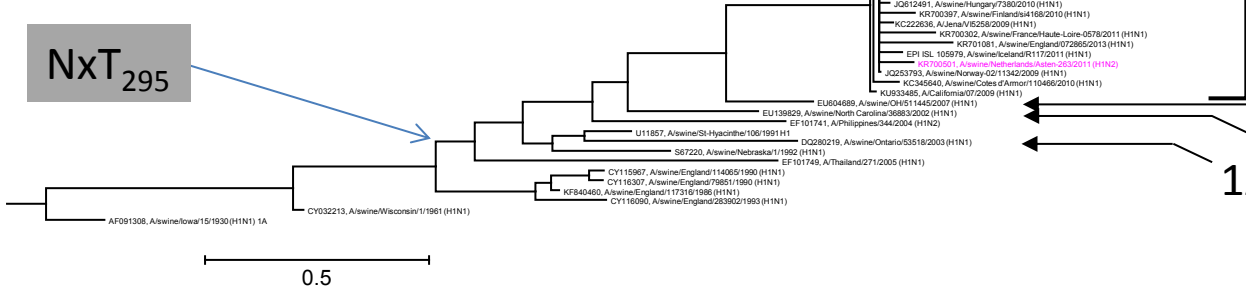 JQ612491, A/swine/Hungary/7380/2010 (H1N1)
KR700397, A/swine/Finland/si4168/2010 (H1N1)
KC222636, A/Jena/VI5258/2009 (H1N1)
KR700302, A/swine/France/Haute-Loire-0578/2011 (H1N1)
KR701081, A/swine/England/072865/2013 (H1N1)
EPI ISL 105979, A/swine/Iceland/R117/2011 (H1N1)
KR700501, A/swine/Netherlands/Asten-263/2011 (H1N2)
JQ253793, A/swine/Norway-02/11342/2009 (H1N1)
KC345640, A/swine/Cotes d'Armor/110466/2010 (H1N1)
KU933485, A/California/07/2009 (H1N1)
EU604689, A/swine/OH/511445/2007 (H1N1)
EU139829, A/swine/North Carolina/36883/2002 (H1N1)
EF101741, A/Philippines/344/2004 (H1N2)
U11857, A/swine/St-Hyacinthe/106/1991 H1
DQ280219, A/swine/Ontario/53518/2003 (H1N1)
S67220, A/swine/Nebraska/1/1992 (H1N1)
EF101749, A/Thailand/271/2005 (H1N1)
CY115967, A/swine/England/114065/1990 (H1N1)
CY116307, A/swine/England/79851/1990 (H1N1)
KF840460, A/swine/England/117316/1986 (H1N1)
CY116090, A/swine/England/283902/1993 (H1N1)
CY032213, A/swine/Wisconsin/1/1961 (H1N1)
AF091308, A/swine/Iowa/15/1930 (H1N1) 1A
NxT295
0.5
1.